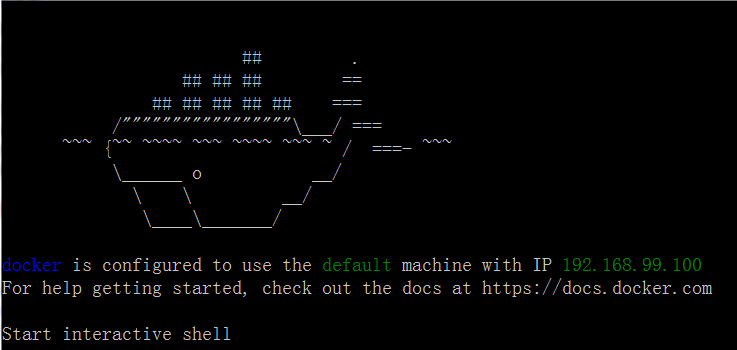 ##         .
                  ## ## ##        ==
               ## ## ## ## ##    ===
           /"""""""""""""""""\___/ ===
      ~~~ {~~ ~~~~ ~~~ ~~~~ ~~~ ~ /  ===- ~~~
           \______ o           __/
             \    \         __/
              \____\_______/
docker is configured to use the default machine with IP 192.168.99.100
For help getting started, check out the docs at https://docs.docker.com
Start interactive shell